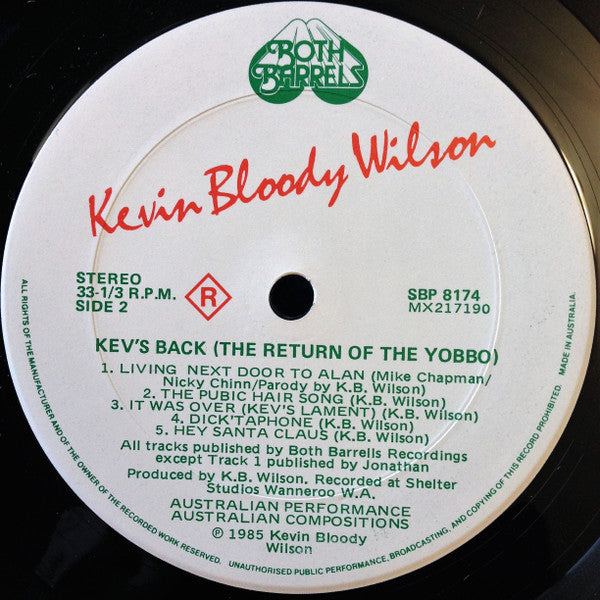 BOTH
BARRELS
Kevin Bloody Wilson
STEREO
33-1/3 R.P.M.
SIDE 2
R
SBP 8174
MX217190
KEV'S BACK (THE RETURN OF THE YOBBO)
1. LIVING NEXT DOOR TO ALAN (Mike Chapman/
Nicky Chinn/Parody by K.B. Wilson)
2. THE PUBIC HAIR SONG (K.B. Wilson)
3. IT WAS OVER (KEV'S LAMENT) (K.B. Wilson)
4. DICK'TAPHONE (K.B. Wilson)
5. HEY SANTA CLAUS (K.B. Wilson)
All tracks published by Both Barrells Recordings
except Track 1 published by Jonathan
Produced by K.B. Wilson. Recorded at Shelter
Studios Wanneroo W.A.
AUSTRALIAN PERFORMANCE
AUSTRALIAN COMPOSITIONS
℗ 1985 Kevin Bloody
Wilson
ALL RIGHTS OF THE MANUFACTURER AND OF THE OWNER OF THE RECORDED WORK RESERVED. UNAUTHORISED PUBLIC PERFORMANCE, BROADCASTING, AND COPYING OF THIS RECORD PROHIBITED. MADE IN AUSTRALIA.